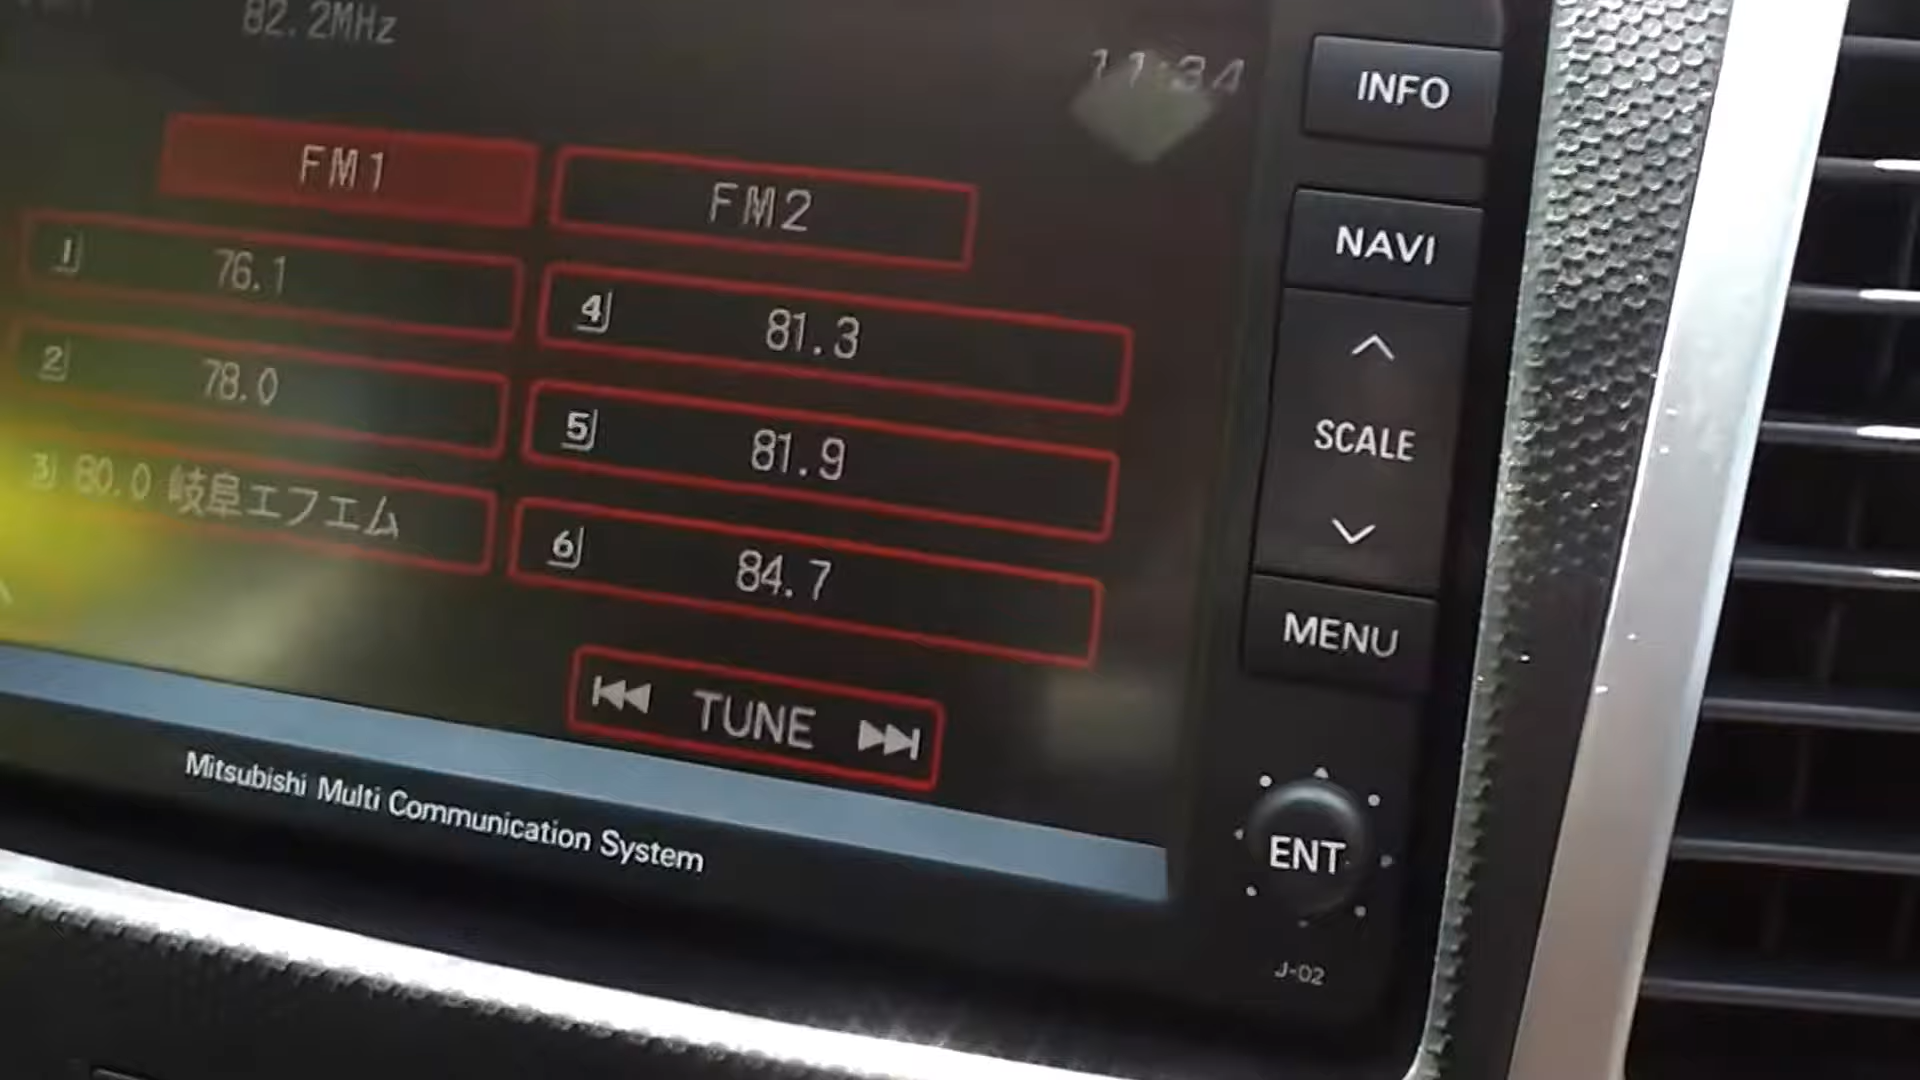 82.2MHz
11:34
FM1
FM2
1 76.1
4 81.3
2 78.0
5 81.9
3 80.0 岐阜エフエム
6 84.7
TUNE
Mitsubishi Multi Communication System
INFO
NAVI
SCALE
MENU
ENT
J-02